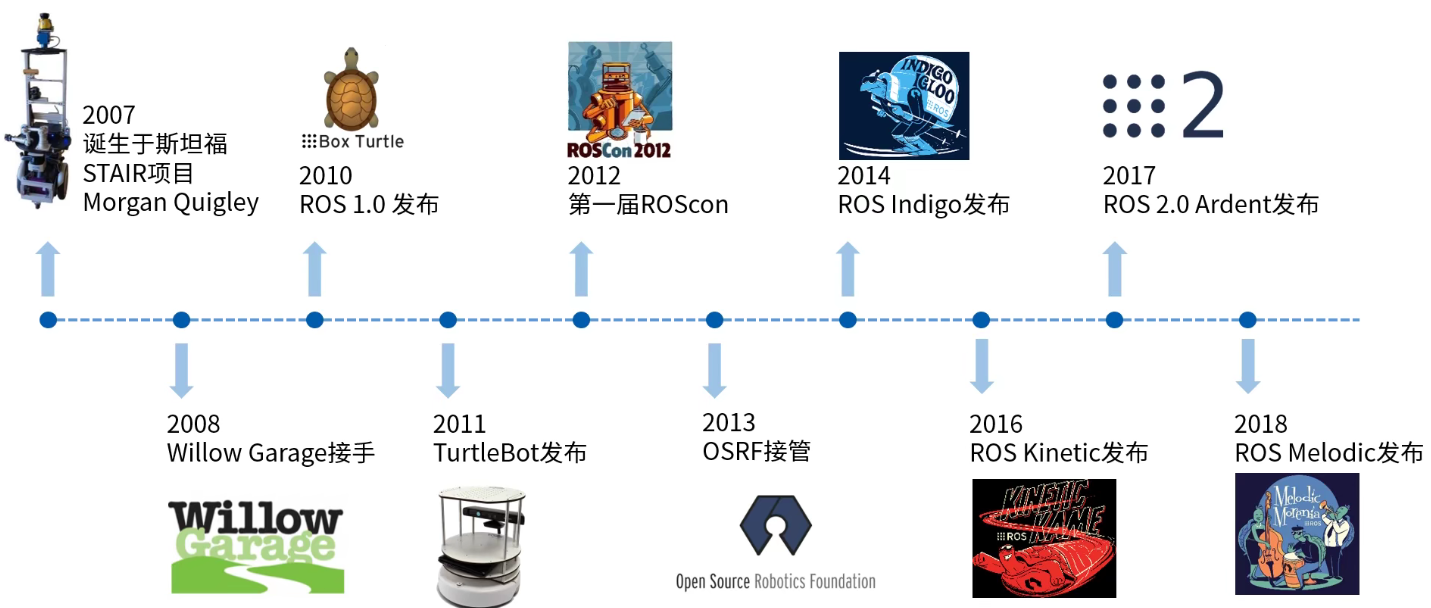 2007
诞生于斯坦福
STAIR项目
Morgan Quigley
Box Turtle
2010
ROS 1.0 发布
ROSCon 2012
2012
第一届ROScon
INDIGO
IGLOO
ROS
2014
ROS Indigo发布
2
2017
ROS 2.0 Ardent发布
2008
Willow Garage接手
Willow
Garage
2011
TurtleBot发布
2013
OSRF接管
Open Source Robotics Foundation
2016
ROS Kinetic发布
KINETIC
KAME
ROS
2018
ROS Melodic发布
Melodic
Morenia
ROS